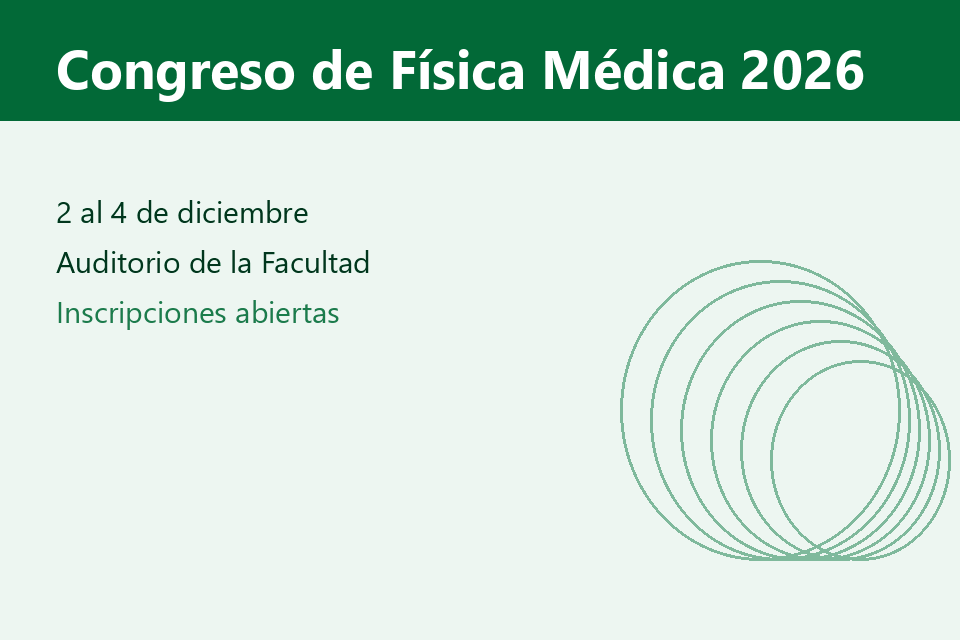 Congreso de Física Médica 2026
2 al 4 de diciembre
Auditorio de la Facultad
Inscripciones abiertas